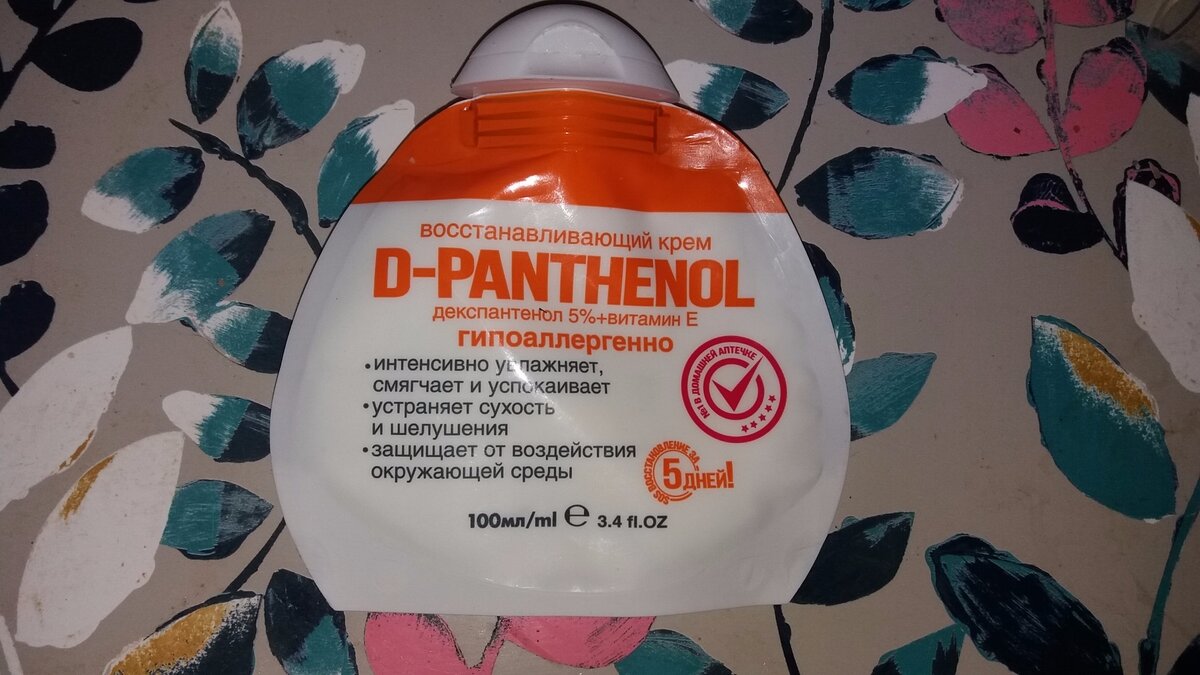 восстанавливающий крем
D-PANTHENOL
декспантенол 5%+витамин Е
гипоаллергенно
•интенсивно увлажняет,
смягчает и успокаивает
•устраняет сухость
и шелушения
•защищает от воздействия
окружающей среды
№1 В ДОМАШНЕЙ АПТЕЧКЕ
SOS ВОССТАНОВЛЕНИЕ ЗА
5 ДНЕЙ!
100мл/ml ℮ 3.4 fl.OZ